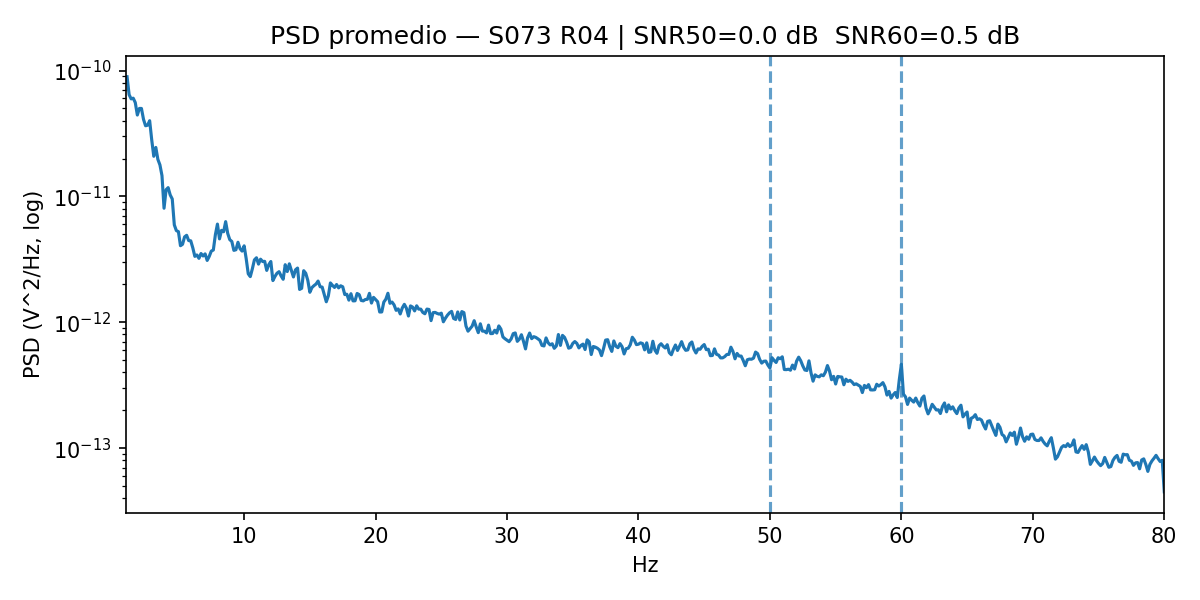 PSD promedio — S073 R04 | SNR50=0.0 dB  SNR60=0.5 dB
PSD (V^2/Hz, log)
10⁻¹⁰
10⁻¹¹
10⁻¹²
10⁻¹³
10 20 30 40 50 60 70 80
Hz